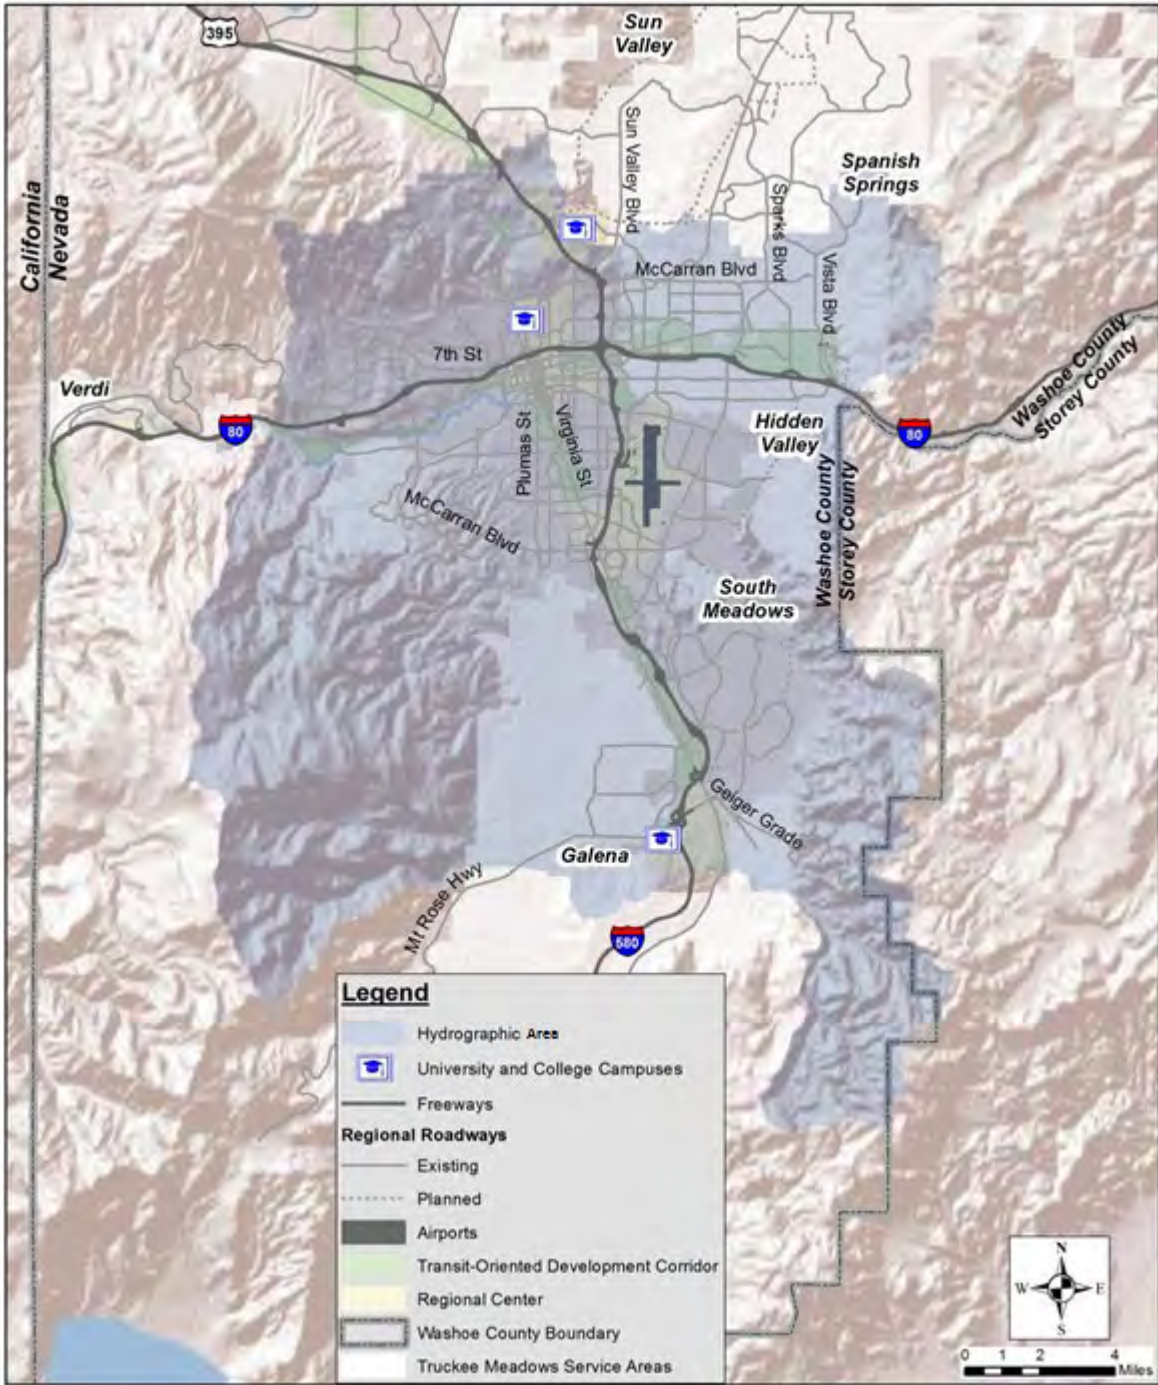 395
Sun
Valley
Sun Valley Blvd
Spanish
Springs
Sparks Blvd
California
Nevada
McCarran Blvd
Vista Blvd
7th St
Washoe County
Storey County
Verdi
80
Plumas St
Virginia St
Hidden
Valley
80
McCarran Blvd
Washoe County
Storey County
South
Meadows
Geiger Grade
Galena
Mt Rose Hwy
580
Legend
Hydrographic Area
University and College Campuses
Freeways
Regional Roadways
Existing
Planned
Airports
Transit-Oriented Development Corridor
Regional Center
Washoe County Boundary
Truckee Meadows Service Areas
N
W E
S
0 1 2 4
Miles